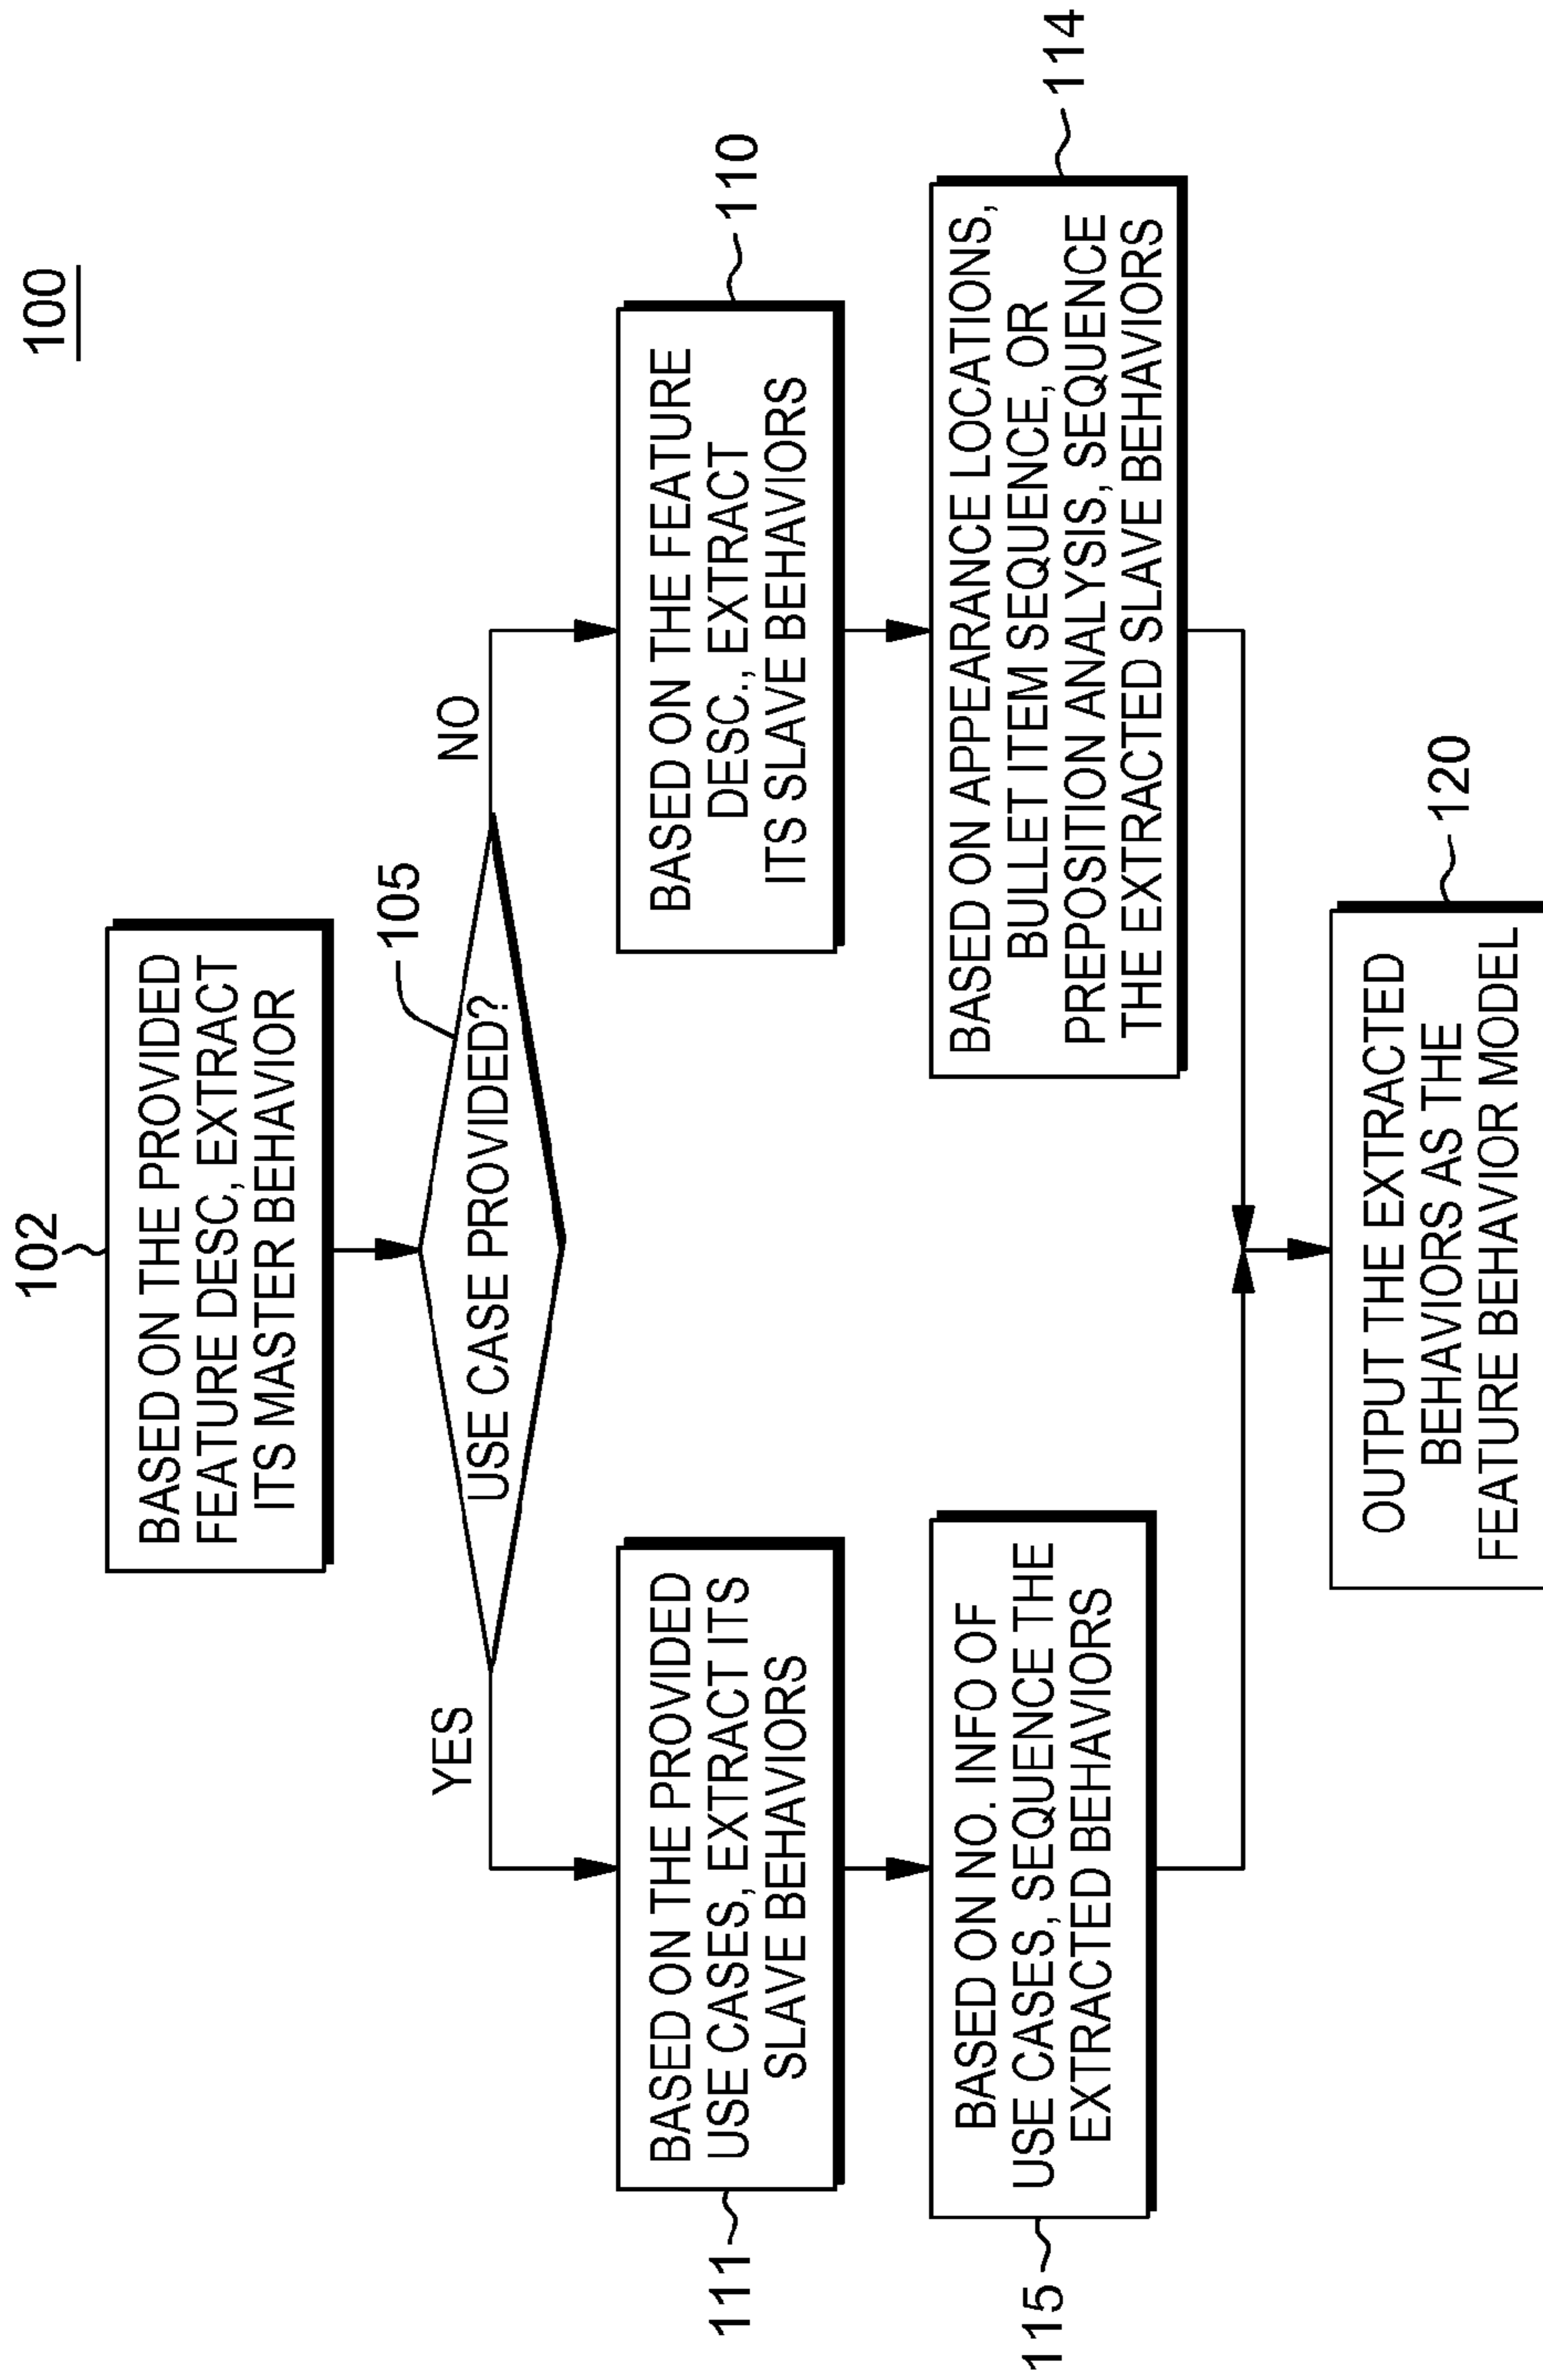 100
102
BASED ON THE PROVIDED
FEATURE DESC, EXTRACT
ITS MASTER BEHAVIOR
105
USE CASE PROVIDED?
YES
NO
111
BASED ON THE PROVIDED
USE CASES, EXTRACT ITS
SLAVE BEHAVIORS
BASED ON THE FEATURE
DESC., EXTRACT
ITS SLAVE BEHAVIORS
110
115
BASED ON NO. INFO OF
USE CASES, SEQUENCE THE
EXTRACTED BEHAVIORS
BASED ON APPEARANCE LOCATIONS,
BULLET ITEM SEQUENCE, OR
PREPOSITION ANALYSIS, SEQUENCE
THE EXTRACTED SLAVE BEHAVIORS
114
OUTPUT THE EXTRACTED
BEHAVIORS AS THE
FEATURE BEHAVIOR MODEL
120